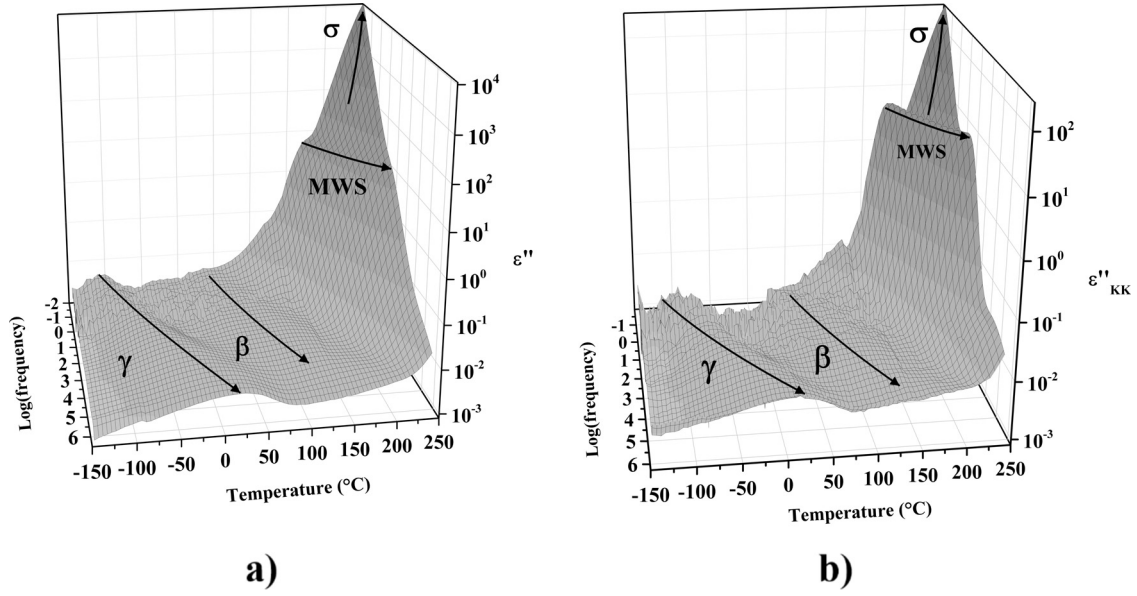 σ
MWS
γ
β
10⁴
10³
10²
10¹
10⁰
10⁻¹
10⁻²
10⁻³
ε"
-2
-1
0
1
2
3
4
5
6
Log(frequency)
-150 -100 -50 0 50 100 150 200 250
Temperature (°C)
a)
σ
MWS
γ
β
10²
10¹
10⁰
10⁻¹
10⁻²
10⁻³
ε"KK
-1
0
1
2
3
4
5
6
Log(frequency)
-150 -100 -50 0 50 100 150 200 250
Temperature (°C)
b)